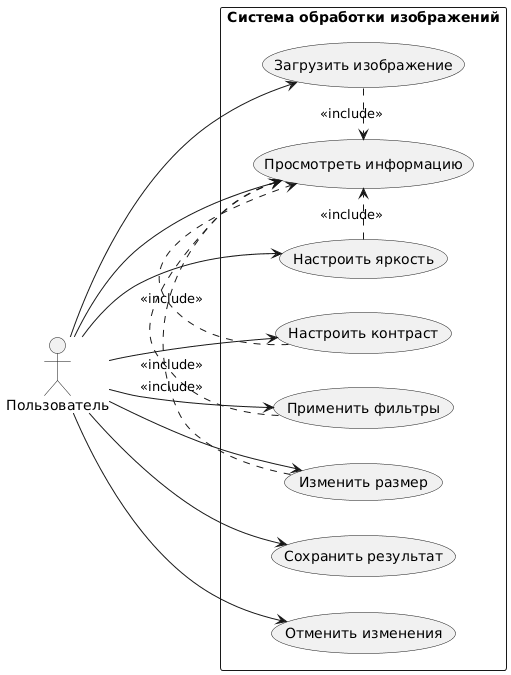 Система обработки изображений
Загрузить изображение
«include»
Просмотреть информацию
«include»
Настроить яркость
«include»
Настроить контраст
«include»
«include»
Пользователь
Применить фильтры
Изменить размер
Сохранить результат
Отменить изменения